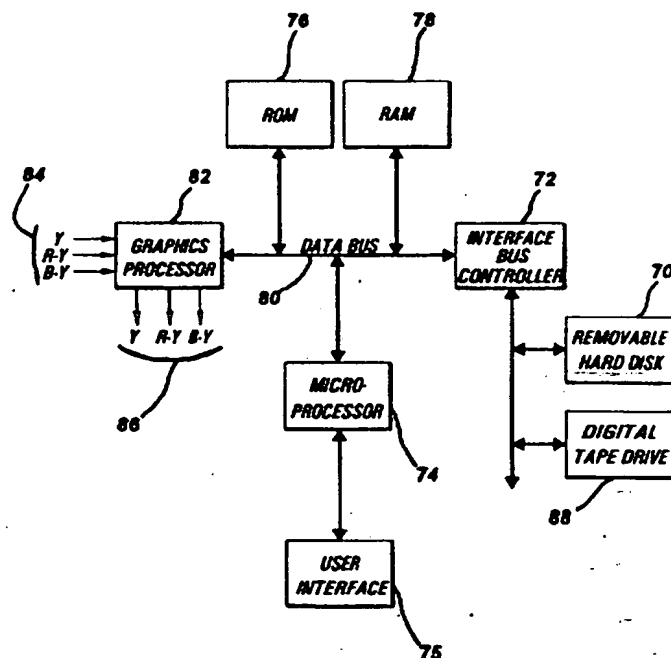 76
78
ROM
RAM
84
82
72
Y
R-Y
B-Y
GRAPHICS
PROCESSOR
DATA BUS
80
INTERFACE
BUS
CONTROLLER
70
Y R-Y B-Y
86
REMOVABLE
HARD DISK
MICRO-
PROCESSOR
74
DIGITAL
TAPE DRIVE
88
USER
INTERFACE
75